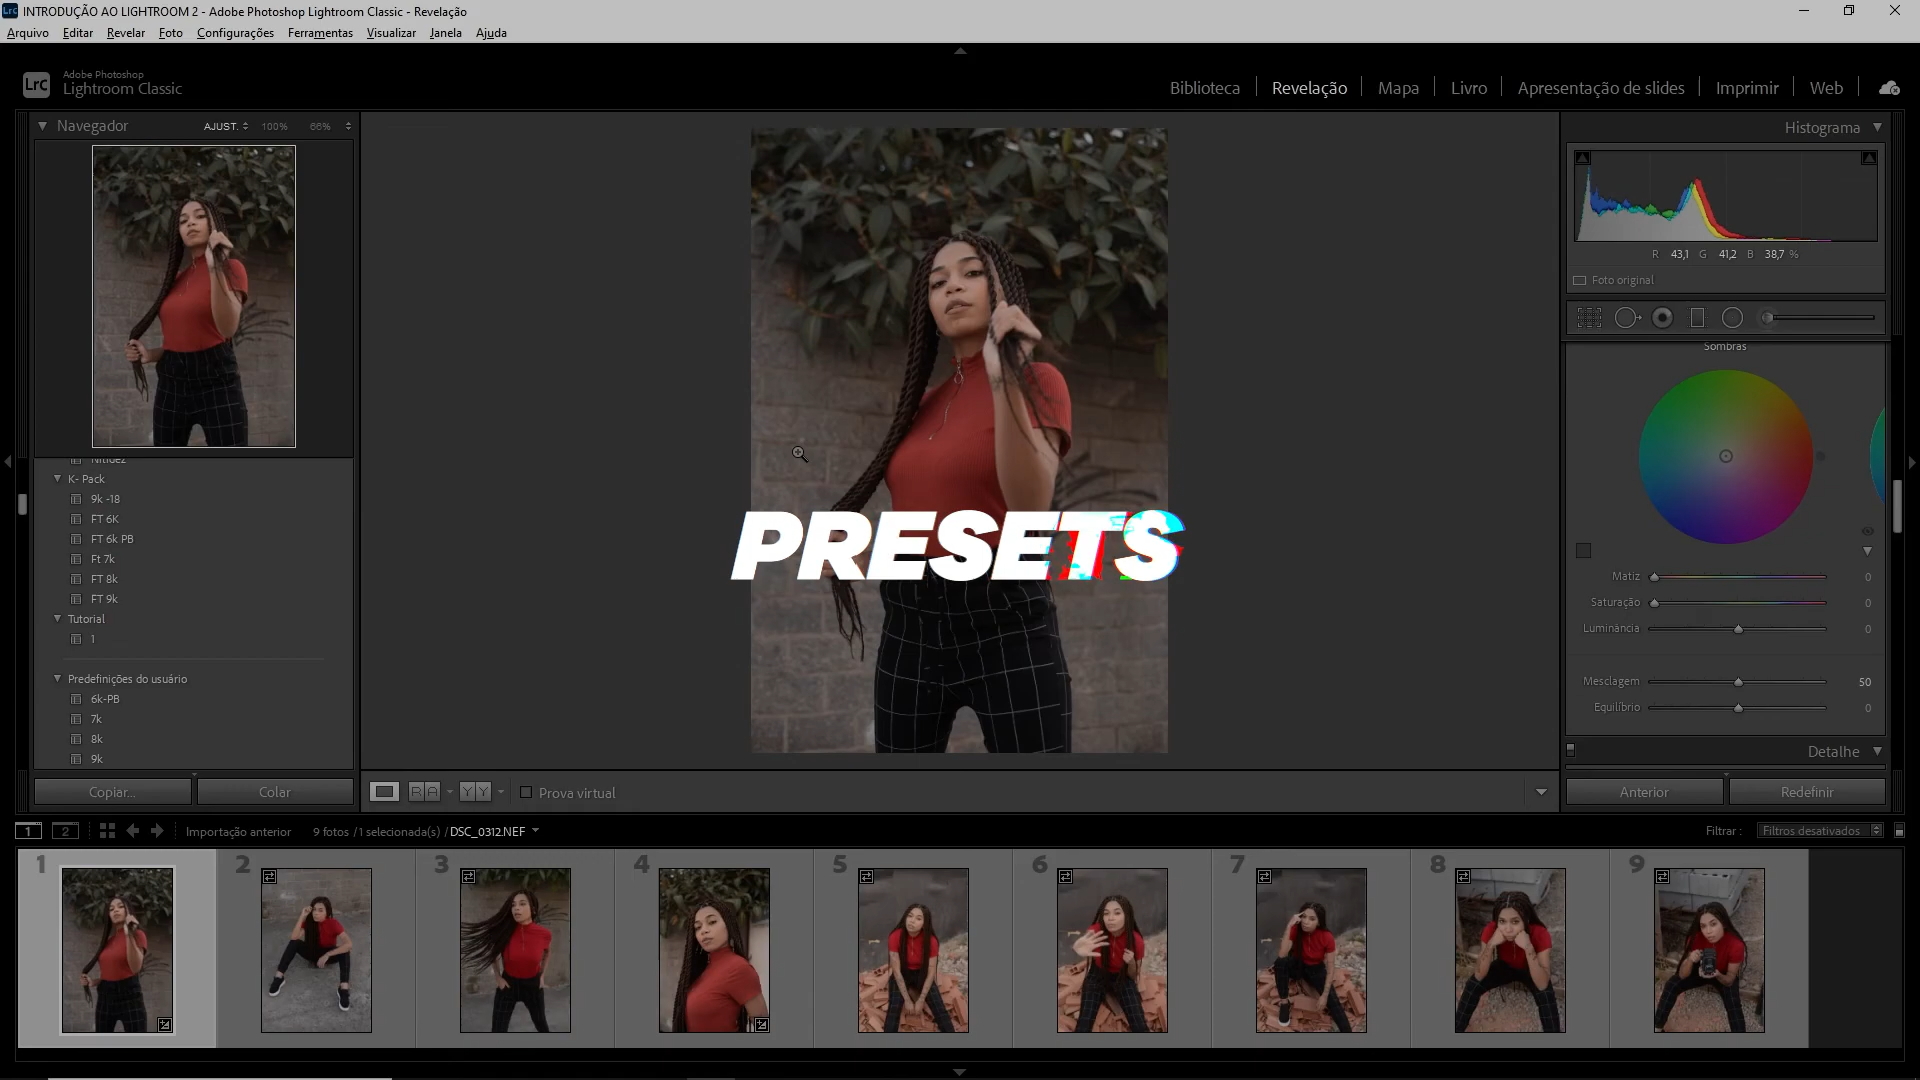 INTRODUÇÃO AO LIGHTROOM 2 - Adobe Photoshop Lightroom Classic - Revelação
Arquivo Editar Revelar Foto Configurações Ferramentas Visualizar Janela Ajuda
LrC
Adobe Photoshop
Lightroom Classic
Biblioteca Revelação Mapa Livro Apresentação de slides Imprimir Web
Navegador AJUST. 100% 66%
Histograma
R 43,1 G 41,2 B 38,7 %
Foto original
Sombras
Nitidez
K- Pack
9k -18
FT 6K
FT 6k PB
Ft 7k
FT 8k
FT 9k
Tutorial
1
Predefinições do usuário
6k-PB
7k
8k
9k
PRESETS
Matiz 0
Saturação 0
Luminância 0
Mesclagem 50
Equilíbrio 0
Detalhe
Copiar... Colar
R A Y Y Prova virtual
Anterior Redefinir
1 2 Importação anterior 9 fotos /1 selecionada(s) /DSC_0312.NEF
Filtrar : Filtros desativados
1 2 3 4 5 6 7 8 9